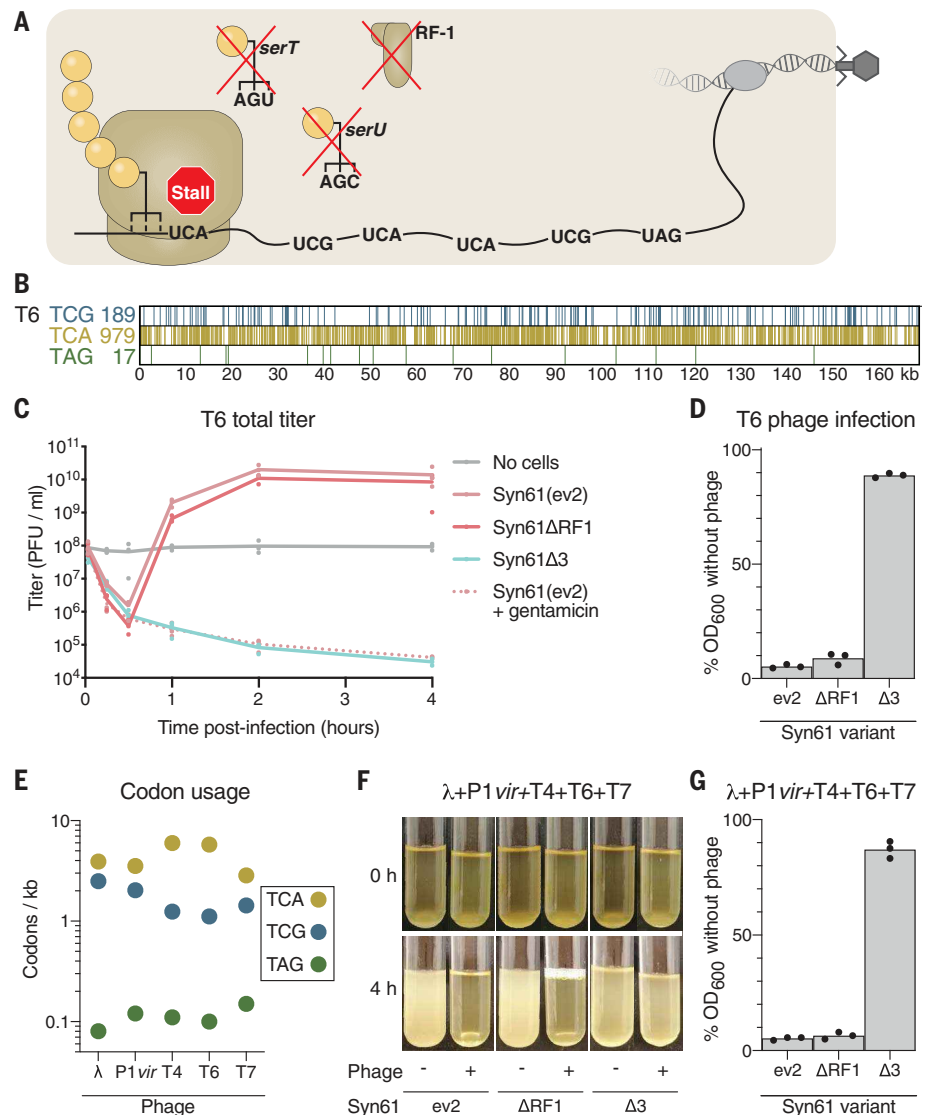 A
serT
AGU
RF-1
serU
AGC
Stall
UCA
UCG
UCA
UCA
UCG
UAG
B
T6 TCG 189
TCA 979
TAG 17
0 10 20 30 40 50 60 70 80 90 100 110 120 130 140 150 160 kb
C
T6 total titer
Titer (PFU / ml)
10¹¹
10¹⁰
10⁹
10⁸
10⁷
10⁶
10⁵
10⁴
0 1 2 3 4
Time post-infection (hours)
No cells
Syn61(ev2)
Syn61ΔRF1
Syn61Δ3
Syn61(ev2)
+ gentamicin
D
T6 phage infection
% OD₆₀₀ without phage
100
50
0
ev2 ΔRF1 Δ3
Syn61 variant
E
Codon usage
Codons / kb
10
1
0.1
λ P1vir T4 T6 T7
Phage
TCA
TCG
TAG
F
λ+P1vir+T4+T6+T7
0 h
4 h
Phage - + - + - +
Syn61 ev2 ΔRF1 Δ3
G
λ+P1vir+T4+T6+T7
% OD₆₀₀ without phage
100
50
0
ev2 ΔRF1 Δ3
Syn61 variant